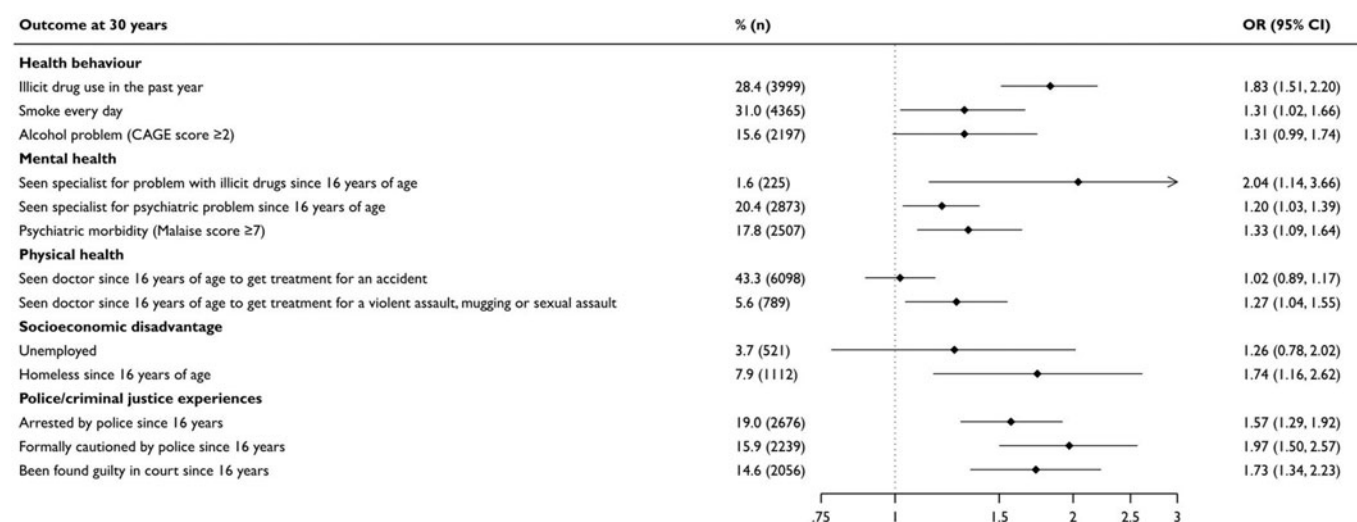 Outcome at 30 years % (n) OR (95% CI)
Health behaviour
Illicit drug use in the past year 28.4 (3999) 1.83 (1.51, 2.20)
Smoke every day 31.0 (4365) 1.31 (1.02, 1.66)
Alcohol problem (CAGE score ≥2) 15.6 (2197) 1.31 (0.99, 1.74)
Mental health
Seen specialist for problem with illicit drugs since 16 years of age 1.6 (225) 2.04 (1.14, 3.66)
Seen specialist for psychiatric problem since 16 years of age 20.4 (2873) 1.20 (1.03, 1.39)
Psychiatric morbidity (Malaise score ≥7) 17.8 (2507) 1.33 (1.09, 1.64)
Physical health
Seen doctor since 16 years of age to get treatment for an accident 43.3 (6098) 1.02 (0.89, 1.17)
Seen doctor since 16 years of age to get treatment for a violent assault, mugging or sexual assault 5.6 (789) 1.27 (1.04, 1.55)
Socioeconomic disadvantage
Unemployed 3.7 (521) 1.26 (0.78, 2.02)
Homeless since 16 years of age 7.9 (1112) 1.74 (1.16, 2.62)
Police/criminal justice experiences
Arrested by police since 16 years 19.0 (2676) 1.57 (1.29, 1.92)
Formally cautioned by police since 16 years 15.9 (2239) 1.97 (1.50, 2.57)
Been found guilty in court since 16 years 14.6 (2056) 1.73 (1.34, 2.23)
.75 1 1.5 2 2.5 3